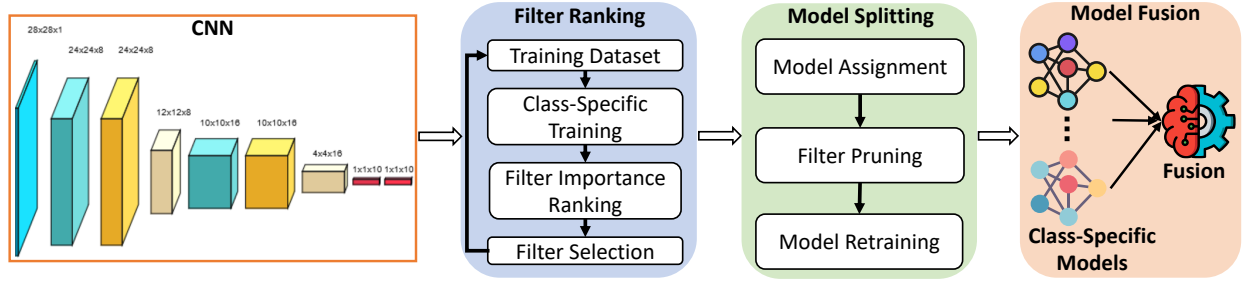 CNN
28x28x1
24x24x8
24x24x8
12x12x8
10x10x16
10x10x16
4x4x16
1x1x10
1x1x10
Filter Ranking
Training Dataset
Class-Specific
Training
Filter Importance
Ranking
Filter Selection
Model Splitting
Model Assignment
Filter Pruning
Model Retraining
Model Fusion
Fusion
Class-Specific
Models